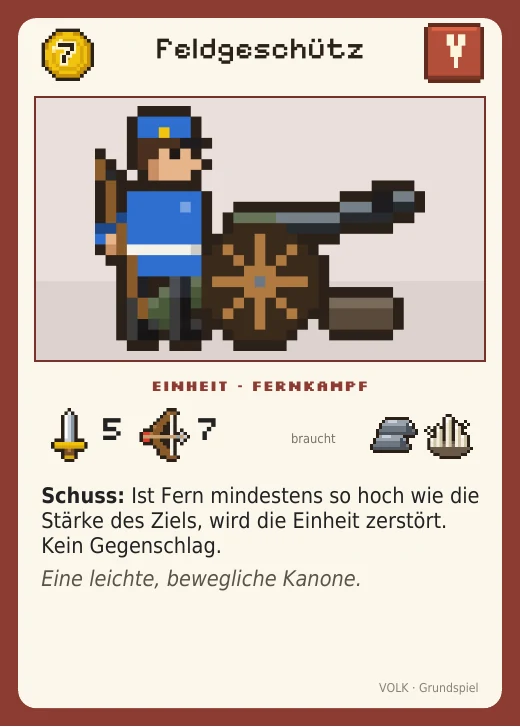 7
Feldgeschütz
EINHEIT - FERNKAMPF
5
7
braucht
Schuss: Ist Fern mindestens so hoch wie die
Stärke des Ziels, wird die Einheit zerstört.
Kein Gegenschlag.
Eine leichte, bewegliche Kanone.
VOLK · Grundspiel